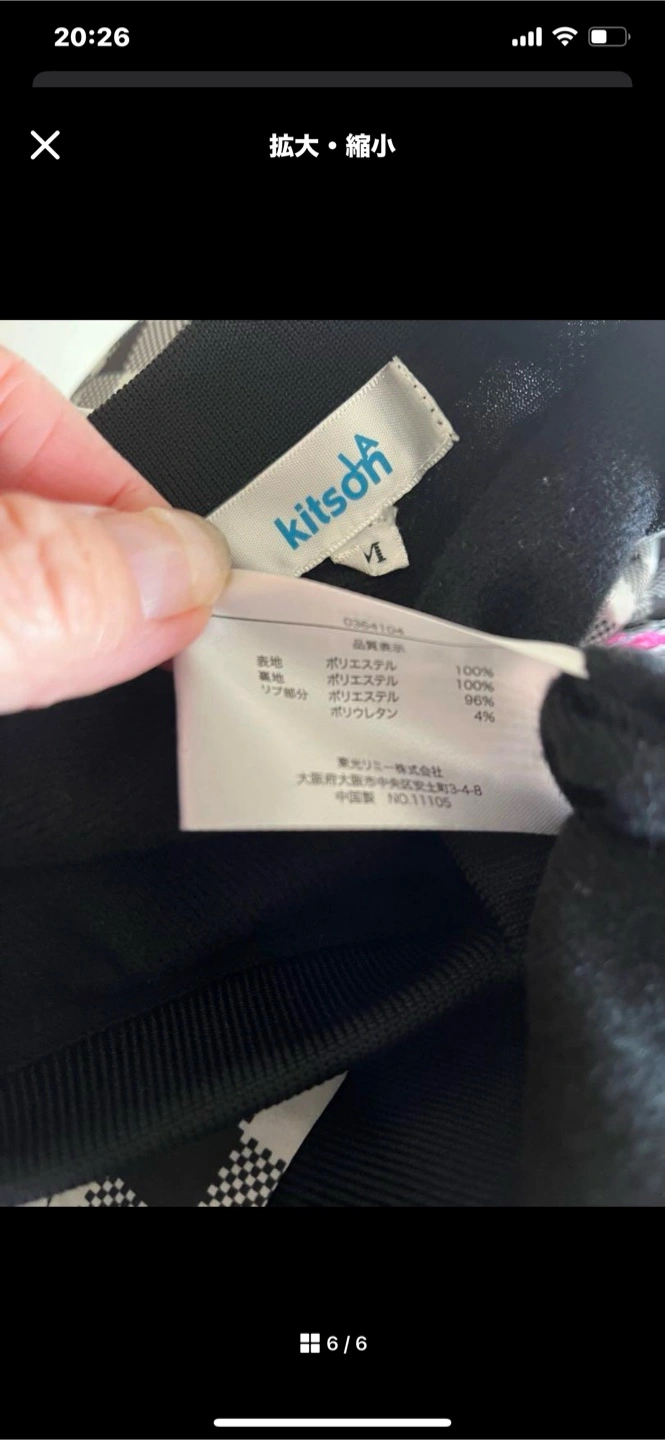 20:26
拡大・縮小
kitson
LA
M
0364104
品質表示
表地 ポリエステル 100%
裏地 ポリエステル 100%
リブ部分 ポリエステル 96%
ポリウレタン 4%
東光リミー株式会社
大阪府大阪市中央区安土町3-4-8
中国製 NO.11105
6 / 6